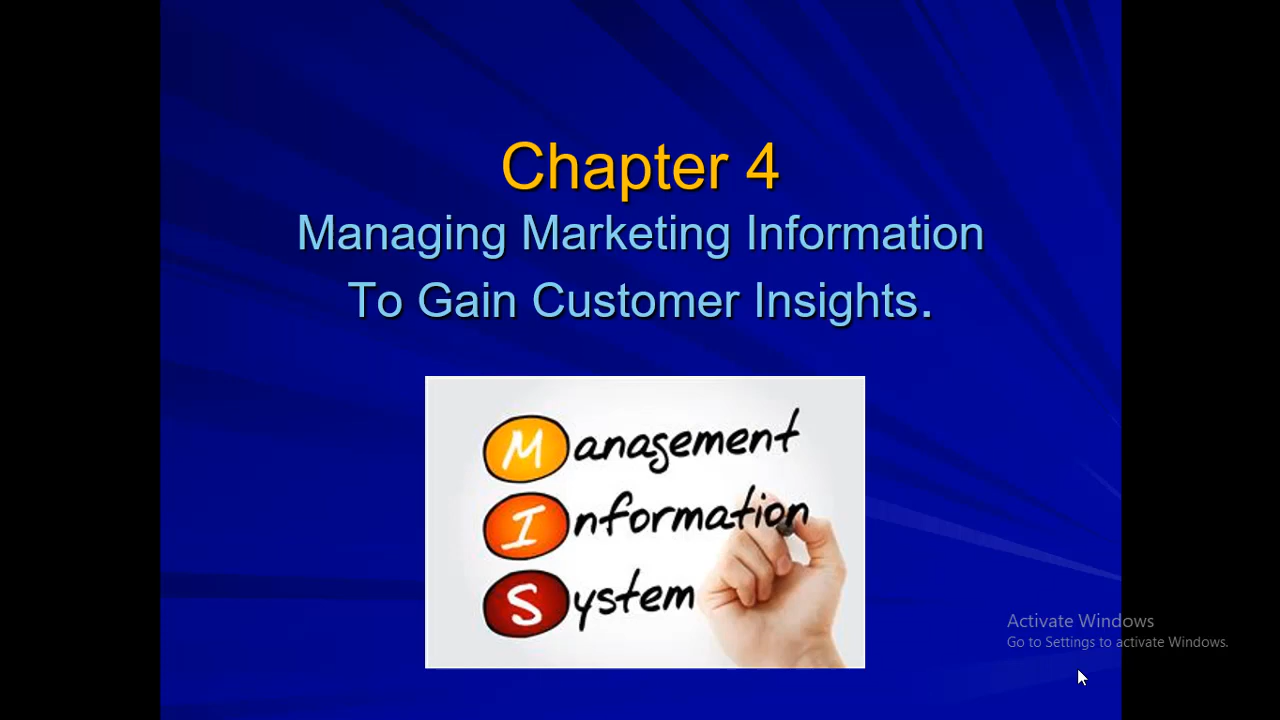 Chapter 4
Managing Marketing Information
To Gain Customer Insights.
Management
Information
System
Activate Windows
Go to Settings to activate Windows.